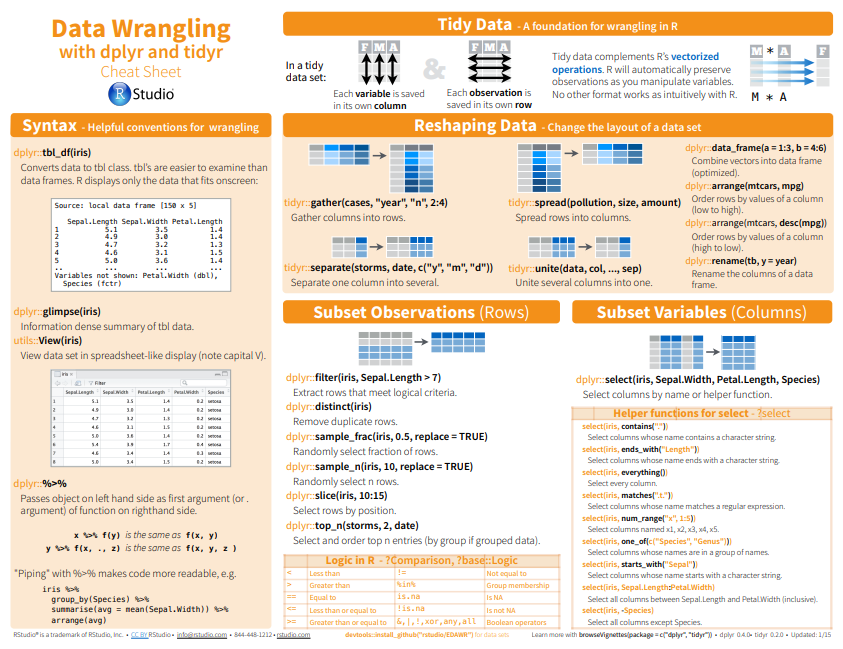 Data Wrangling
with dplyr and tidyr
Cheat Sheet
R Studio®
Syntax - Helpful conventions for wrangling
dplyr::tbl_df(iris)
Converts data to tbl class. tbl's are easier to examine than
data frames. R displays only the data that fits onscreen:
Source: local data frame [150 x 5]
Sepal.Length Sepal.Width Petal.Length
1 5.1 3.5 1.4
2 4.9 3.0 1.4
3 4.7 3.2 1.3
4 4.6 3.1 1.5
5 5.0 3.6 1.4
.. ... ... ...
Variables not shown: Petal.Width (dbl),
Species (fctr)
dplyr::glimpse(iris)
Information dense summary of tbl data.
utils::View(iris)
View data set in spreadsheet-like display (note capital V).
iris
Filter
Sepal.Length Sepal.Width Petal.Length Petal.Width Species
1 5.1 3.5 1.4 0.2 setosa
2 4.9 3.0 1.4 0.2 setosa
3 4.7 3.2 1.3 0.2 setosa
4 4.6 3.1 1.5 0.2 setosa
5 5.0 3.6 1.4 0.2 setosa
6 5.4 3.9 1.7 0.4 setosa
7 4.6 3.4 1.4 0.3 setosa
8 5.0 3.4 1.5 0.2 setosa
dplyr::%>%
Passes object on left hand side as first argument (or .
argument) of function on righthand side.
x %>% f(y) is the same as f(x, y)
y %>% f(x, ., z) is the same as f(x, y, z )
"Piping" with %>% makes code more readable, e.g.
iris %>%
group_by(Species) %>%
summarise(avg = mean(Sepal.Width)) %>%
arrange(avg)
Tidy Data - A foundation for wrangling in R
In a tidy
data set:
F M A
Each variable is saved
in its own column
&
F M A
Each observation is
saved in its own row
Tidy data complements R's vectorized
operations. R will automatically preserve
observations as you manipulate variables.
No other format works as intuitively with R.
M * A F
M * A
Reshaping Data - Change the layout of a data set
tidyr::gather(cases, "year", "n", 2:4)
Gather columns into rows.
tidyr::spread(pollution, size, amount)
Spread rows into columns.
tidyr::separate(storms, date, c("y", "m", "d"))
Separate one column into several.
tidyr::unite(data, col, ..., sep)
Unite several columns into one.
dplyr::data_frame(a = 1:3, b = 4:6)
Combine vectors into data frame
(optimized).
dplyr::arrange(mtcars, mpg)
Order rows by values of a column
(low to high).
dplyr::arrange(mtcars, desc(mpg))
Order rows by values of a column
(high to low).
dplyr::rename(tb, y = year)
Rename the columns of a data
frame.
Subset Observations (Rows)
dplyr::filter(iris, Sepal.Length > 7)
Extract rows that meet logical criteria.
dplyr::distinct(iris)
Remove duplicate rows.
dplyr::sample_frac(iris, 0.5, replace = TRUE)
Randomly select fraction of rows.
dplyr::sample_n(iris, 10, replace = TRUE)
Randomly select n rows.
dplyr::slice(iris, 10:15)
Select rows by position.
dplyr::top_n(storms, 2, date)
Select and order top n entries (by group if grouped data).
Logic in R - ?Comparison, ?base::Logic
< Less than != Not equal to
> Greater than %in% Group membership
== Equal to is.na Is NA
<= Less than or equal to !is.na Is not NA
>= Greater than or equal to &,|,!,xor,any,all Boolean operators
Subset Variables (Columns)
dplyr::select(iris, Sepal.Width, Petal.Length, Species)
Select columns by name or helper function.
Helper functions for select - ?select
select(iris, contains("."))
Select columns whose name contains a character string.
select(iris, ends_with("Length"))
Select columns whose name ends with a character string.
select(iris, everything())
Select every column.
select(iris, matches(".t."))
Select columns whose name matches a regular expression.
select(iris, num_range("x", 1:5))
Select columns named x1, x2, x3, x4, x5.
select(iris, one_of(c("Species", "Genus")))
Select columns whose names are in a group of names.
select(iris, starts_with("Sepal"))
Select columns whose name starts with a character string.
select(iris, Sepal.Length:Petal.Width)
Select all columns between Sepal.Length and Petal.Width (inclusive).
select(iris, -Species)
Select all columns except Species.
RStudio® is a trademark of RStudio, Inc. • CC BY RStudio • info@rstudio.com • 844-448-1212 • rstudio.com
devtools::install_github("rstudio/EDAWR") for data sets
Learn more with browseVignettes(package = c("dplyr", "tidyr")) • dplyr 0.4.0• tidyr 0.2.0 • Updated: 1/15